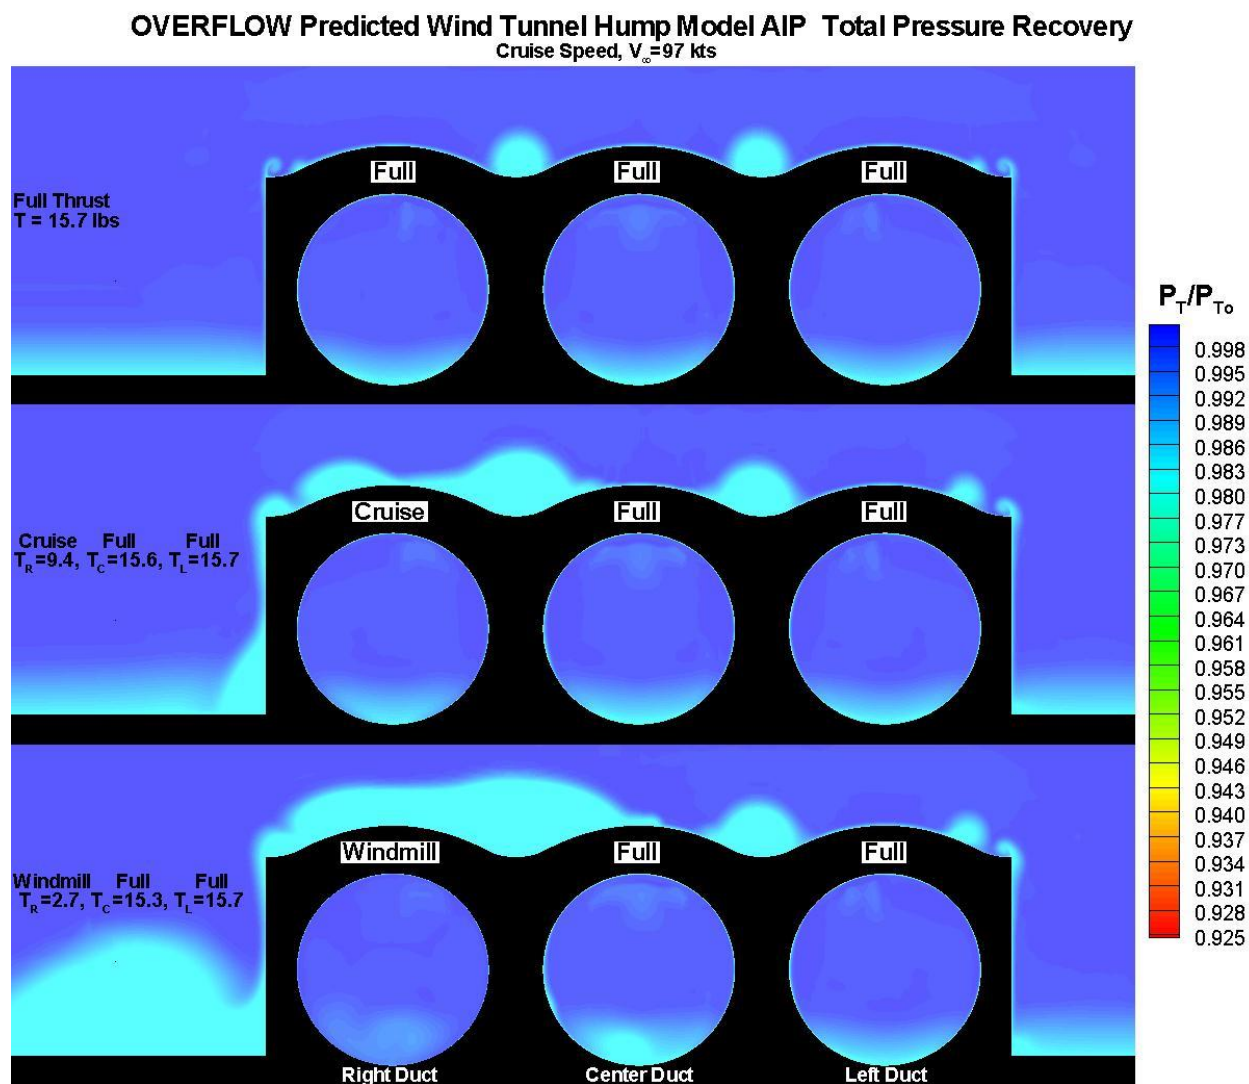 OVERFLOW Predicted Wind Tunnel Hump Model AIP Total Pressure Recovery
Cruise Speed, V∞=97 kts
Full Full Full
Full Thrust
T = 15.7 lbs
Cruise Full Full
Cruise Full Full
T_R=9.4, T_C=15.6, T_L=15.7
Windmill Full Full
Windmill Full Full
T_R=2.7, T_C=15.3, T_L=15.7
Right Duct Center Duct Left Duct
P_T/P_To
0.998
0.995
0.992
0.989
0.986
0.983
0.980
0.977
0.973
0.970
0.967
0.964
0.961
0.958
0.955
0.952
0.949
0.946
0.943
0.940
0.937
0.934
0.931
0.928
0.925